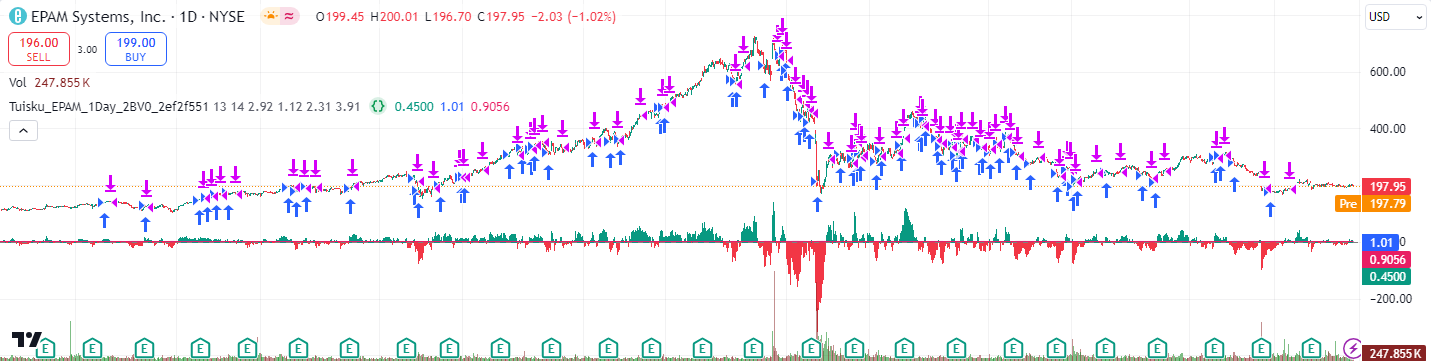 EPAM Systems, Inc. · 1D · NYSE O199.45 H200.01 L196.70 C197.95 −2.03 (−1.02%) USD
196.00 3.00 199.00
SELL BUY
Vol 247.855 K
600.00
Tuisku_EPAM_1Day_2BV0_2ef2f551 13 14 2.92 1.12 2.31 3.91 0.4500 1.01 0.9056
400.00
197.95
Pre 197.79
1.01 0
0.9056
0.4500
−200.00
E E E E E E E E E E E E E E E E E E E E E E E E E
247.855 K